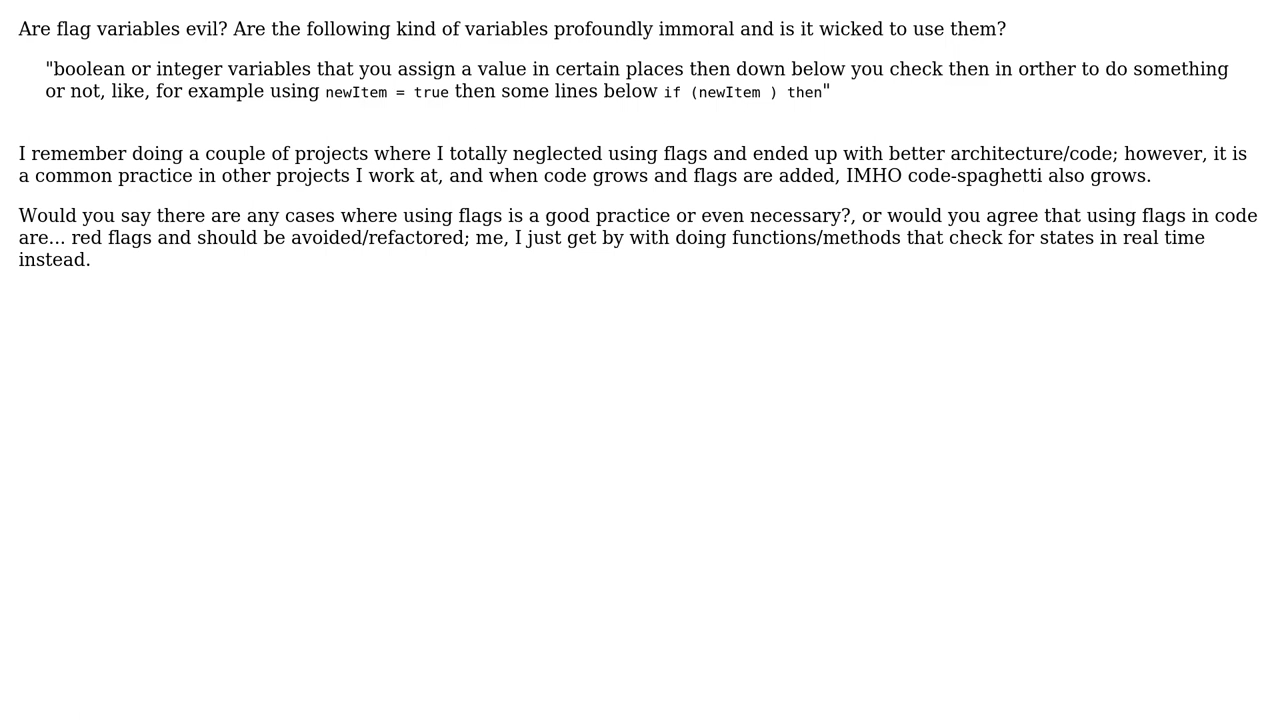 Are flag variables evil? Are the following kind of variables profoundly immoral and is it wicked to use them?
"boolean or integer variables that you assign a value in certain places then down below you check then in orther to do something
or not, like, for example using newItem = true then some lines below if (newItem ) then"
I remember doing a couple of projects where I totally neglected using flags and ended up with better architecture/code; however, it is
a common practice in other projects I work at, and when code grows and flags are added, IMHO code-spaghetti also grows.
Would you say there are any cases where using flags is a good practice or even necessary?, or would you agree that using flags in code
are... red flags and should be avoided/refactored; me, I just get by with doing functions/methods that check for states in real time
instead.